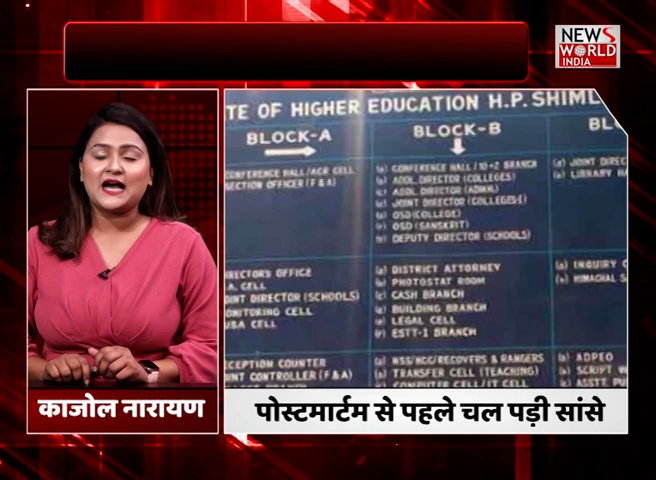 NEWS
WORLD
INDIA
TE OF HIGHER EDUCATION H.P. SHIML
BLOCK-A
BLOCK-B
BL
CONFERENCE HALL/ACR CELL
SECTION OFFICER (F&A)
(a) CONFERENCE HALL/10+2 BRANCH
ADDL. DIRECTOR (COLLEGES)
ADDL. DIRECTOR (ADMN.)
JOINT DIRECTOR (COLLEGES-I)
OSD (COLLEGE)
OSD (SANSKRIT)
DEPUTY DIRECTOR (SCHOOLS)
(a) JOINT DIREC
LIBRARY HA
DIRECTORS OFFICE
P.A. CELL
JOINT DIRECTOR (SCHOOLS)
MONITORING CELL
(a) DISTRICT ATTORNEY
(b) PHOTOSTAT ROOM
(c) CASH BRANCH
BUILDING BRANCH
LEGAL CELL
ESTT-1 BRANCH
(a) INQUIRY
HIMACHAL S
RECEPTION COUNTER
JOINT CONTROLLER (F&A)
(a) NSS/NCC/RECOVERS & RANGERS
TRANSFER CELL (TEACHING)
COMPUTER CELL/IT CELL
(a) ADPEO
SCRIPT W
ASSTT. PU
काजोल नारायण
पोस्टमार्टम से पहले चल पड़ी सांसे